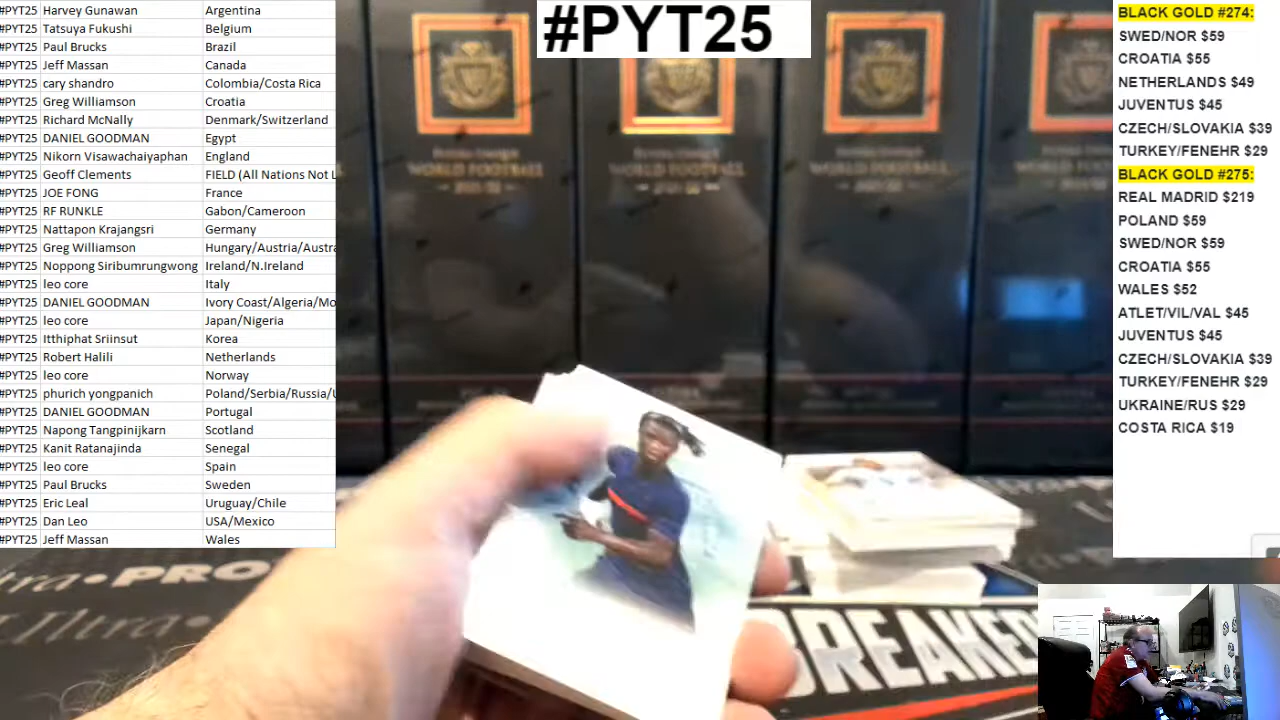 #PYT25 Harvey Gunawan Argentina
#PYT25 Tatsuya Fukushi Belgium
#PYT25 Paul Brucks Brazil
#PYT25 Jeff Massan Canada
#PYT25 cary shandro Colombia/Costa Rica
#PYT25 Greg Williamson Croatia
#PYT25 Richard McNally Denmark/Switzerland
#PYT25 DANIEL GOODMAN Egypt
#PYT25 Nikorn Visawachaiyaphan England
#PYT25 Geoff Clements FIELD (All Nations Not L
#PYT25 JOE FONG France
#PYT25 RF RUNKLE Gabon/Cameroon
#PYT25 Nattapon Krajangsri Germany
#PYT25 Greg Williamson Hungary/Austria/Austra
#PYT25 Noppong Siribumrungwong Ireland/N.Ireland
#PYT25 leo core Italy
#PYT25 DANIEL GOODMAN Ivory Coast/Algeria/Mo
#PYT25 leo core Japan/Nigeria
#PYT25 Itthiphat Sriinsut Korea
#PYT25 Robert Halili Netherlands
#PYT25 leo core Norway
#PYT25 phurich yongpanich Poland/Serbia/Russia/U
#PYT25 DANIEL GOODMAN Portugal
#PYT25 Napong Tangpinijkarn Scotland
#PYT25 Kanit Ratanajinda Senegal
#PYT25 leo core Spain
#PYT25 Paul Brucks Sweden
#PYT25 Eric Leal Uruguay/Chile
#PYT25 Dan Leo USA/Mexico
#PYT25 Jeff Massan Wales
#PYT25
BLACK GOLD #274:
SWED/NOR $59
CROATIA $55
NETHERLANDS $49
JUVENTUS $45
CZECH/SLOVAKIA $39
TURKEY/FENEHR $29
BLACK GOLD #275:
REAL MADRID $219
POLAND $59
SWED/NOR $59
CROATIA $55
WALES $52
ATLET/VIL/VAL $45
JUVENTUS $45
CZECH/SLOVAKIA $39
TURKEY/FENEHR $29
UKRAINE/RUS $29
COSTA RICA $19
WORLD FOOTBALL
WORLD FOOTBALL
WORLD FOOTBALL
Ultra•PRO
Ultra
BREAKER